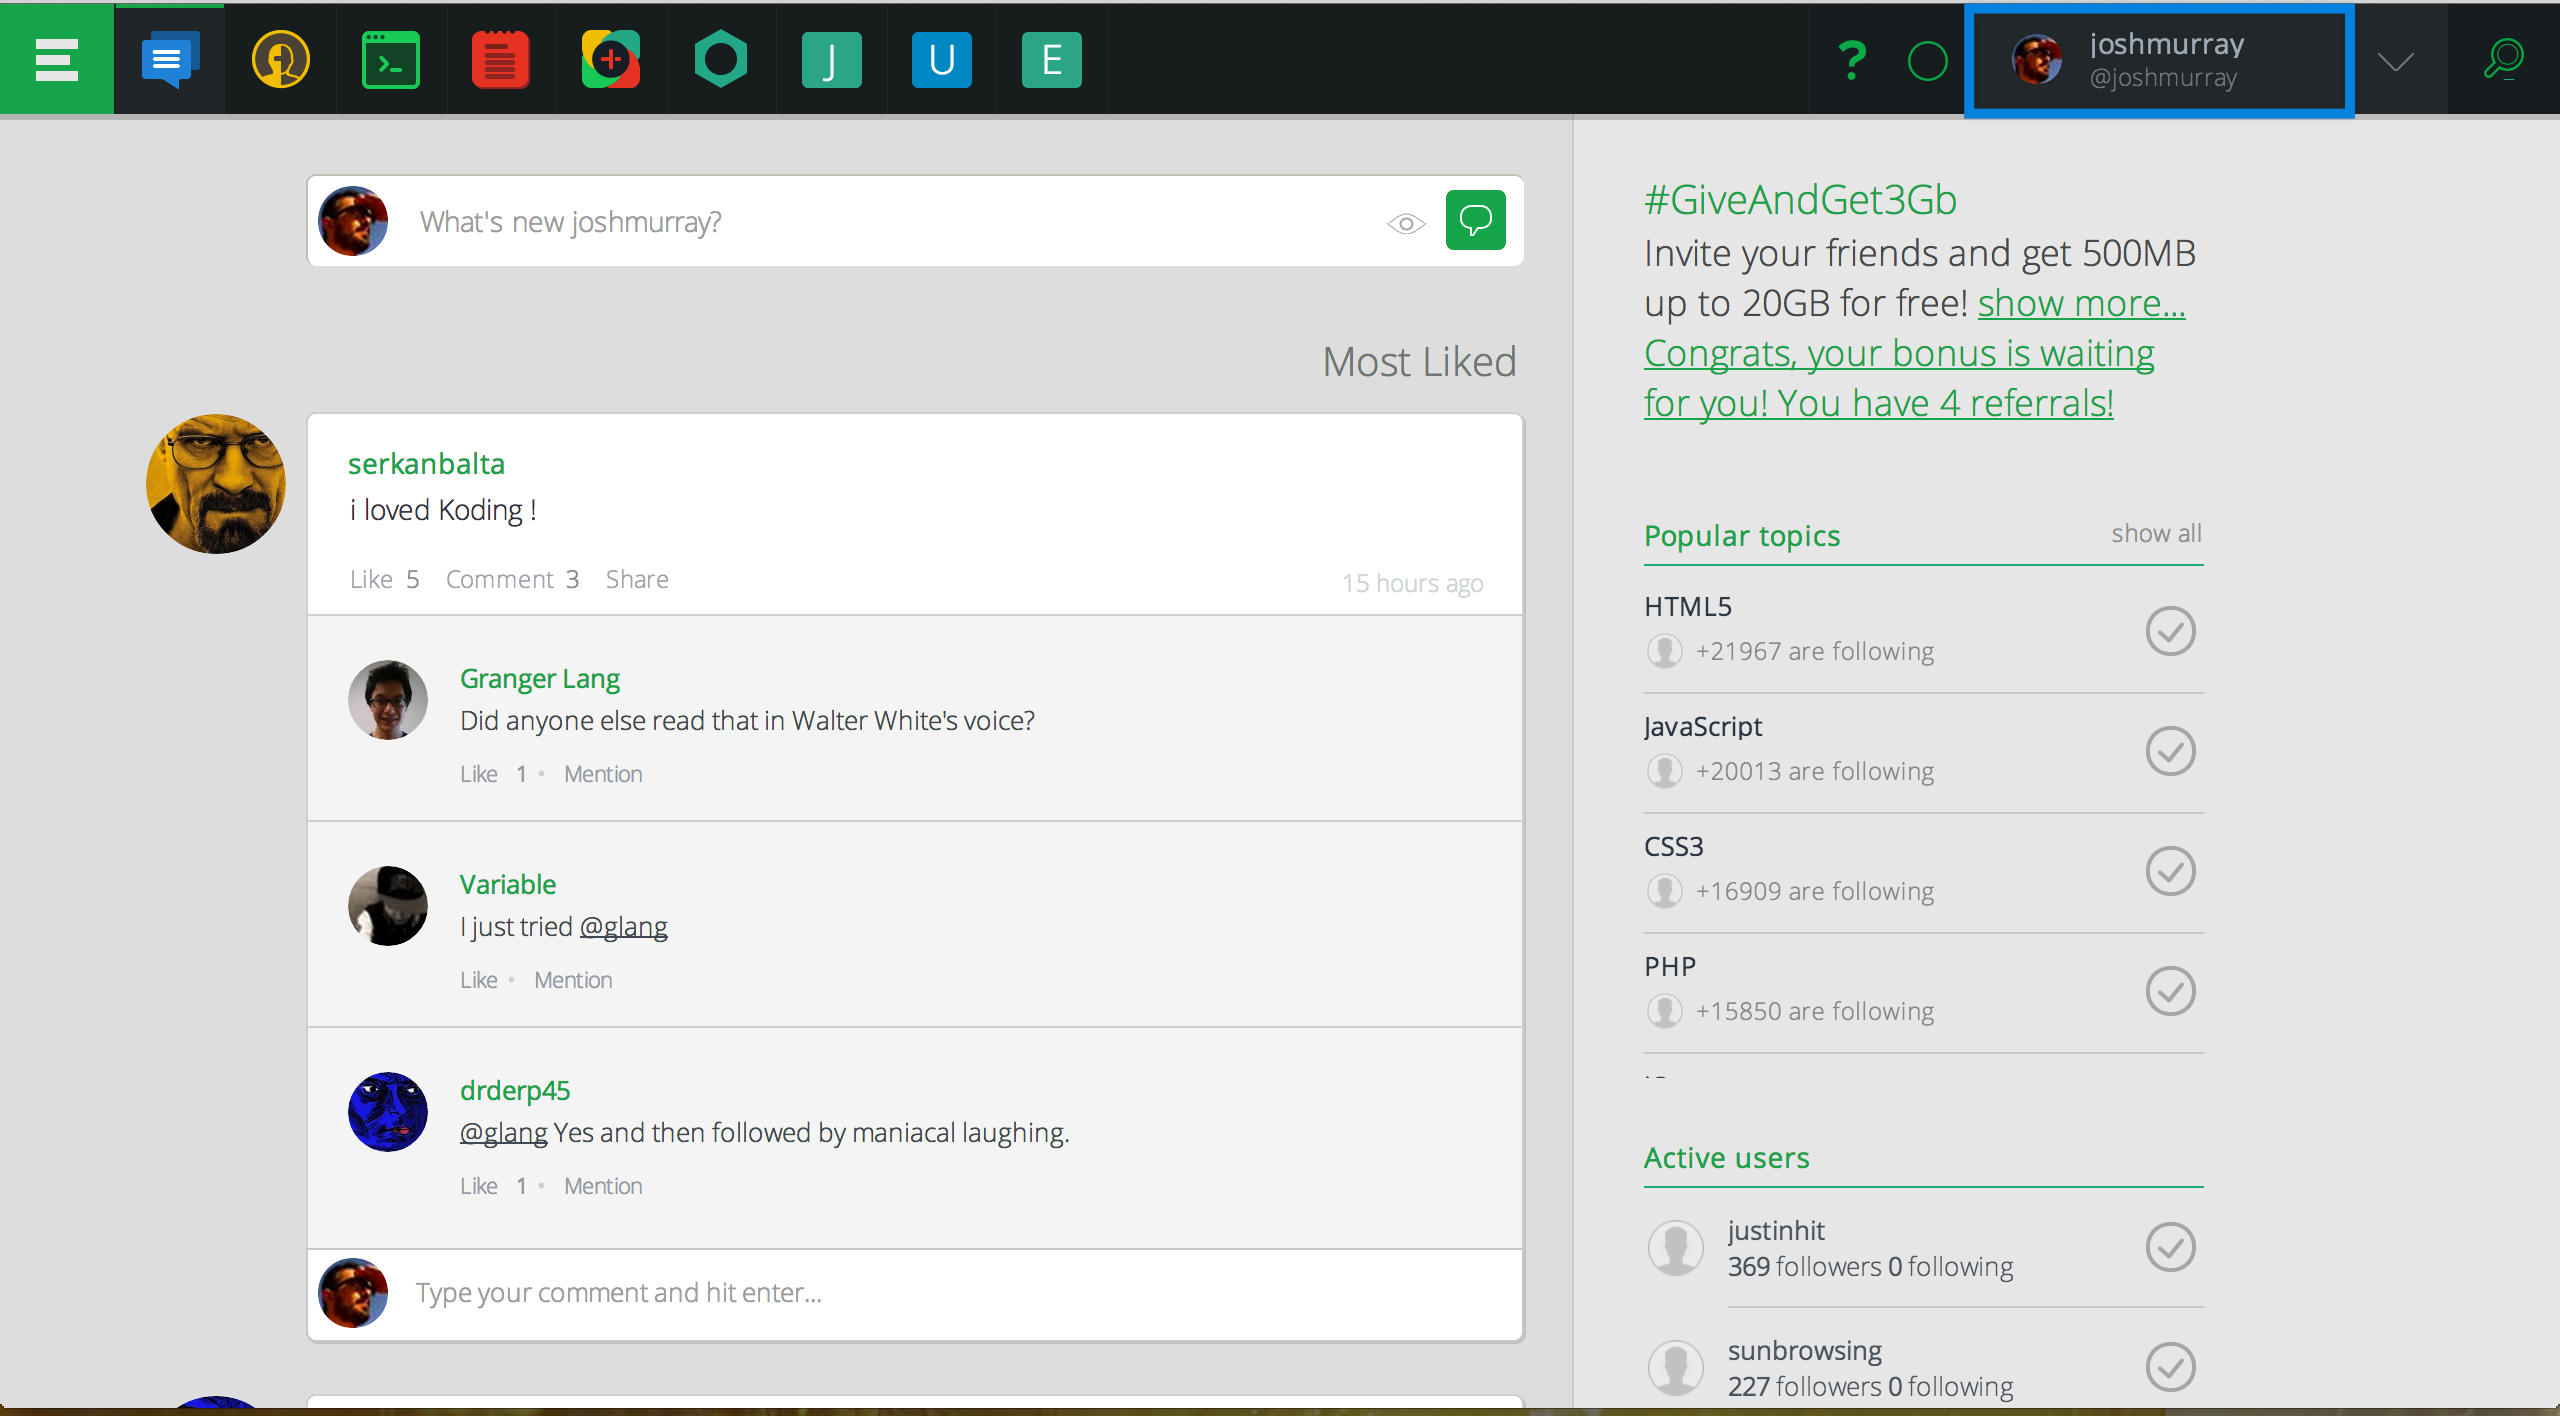 J
U
E
?
joshmurray
@joshmurray
What's new joshmurray?
Most Liked
serkanbalta
i loved Koding !
Like 5 Comment 3 Share
15 hours ago
Granger Lang
Did anyone else read that in Walter White's voice?
Like 1 • Mention
Variable
I just tried @glang
Like • Mention
drderp45
@glang Yes and then followed by maniacal laughing.
Like 1 • Mention
Type your comment and hit enter...
#GiveAndGet3Gb
Invite your friends and get 500MB
up to 20GB for free! show more...
Congrats, your bonus is waiting
for you! You have 4 referrals!
Popular topics
show all
HTML5
+21967 are following
JavaScript
+20013 are following
CSS3
+16909 are following
PHP
+15850 are following
Active users
justinhit
369 followers 0 following
sunbrowsing
227 followers 0 following